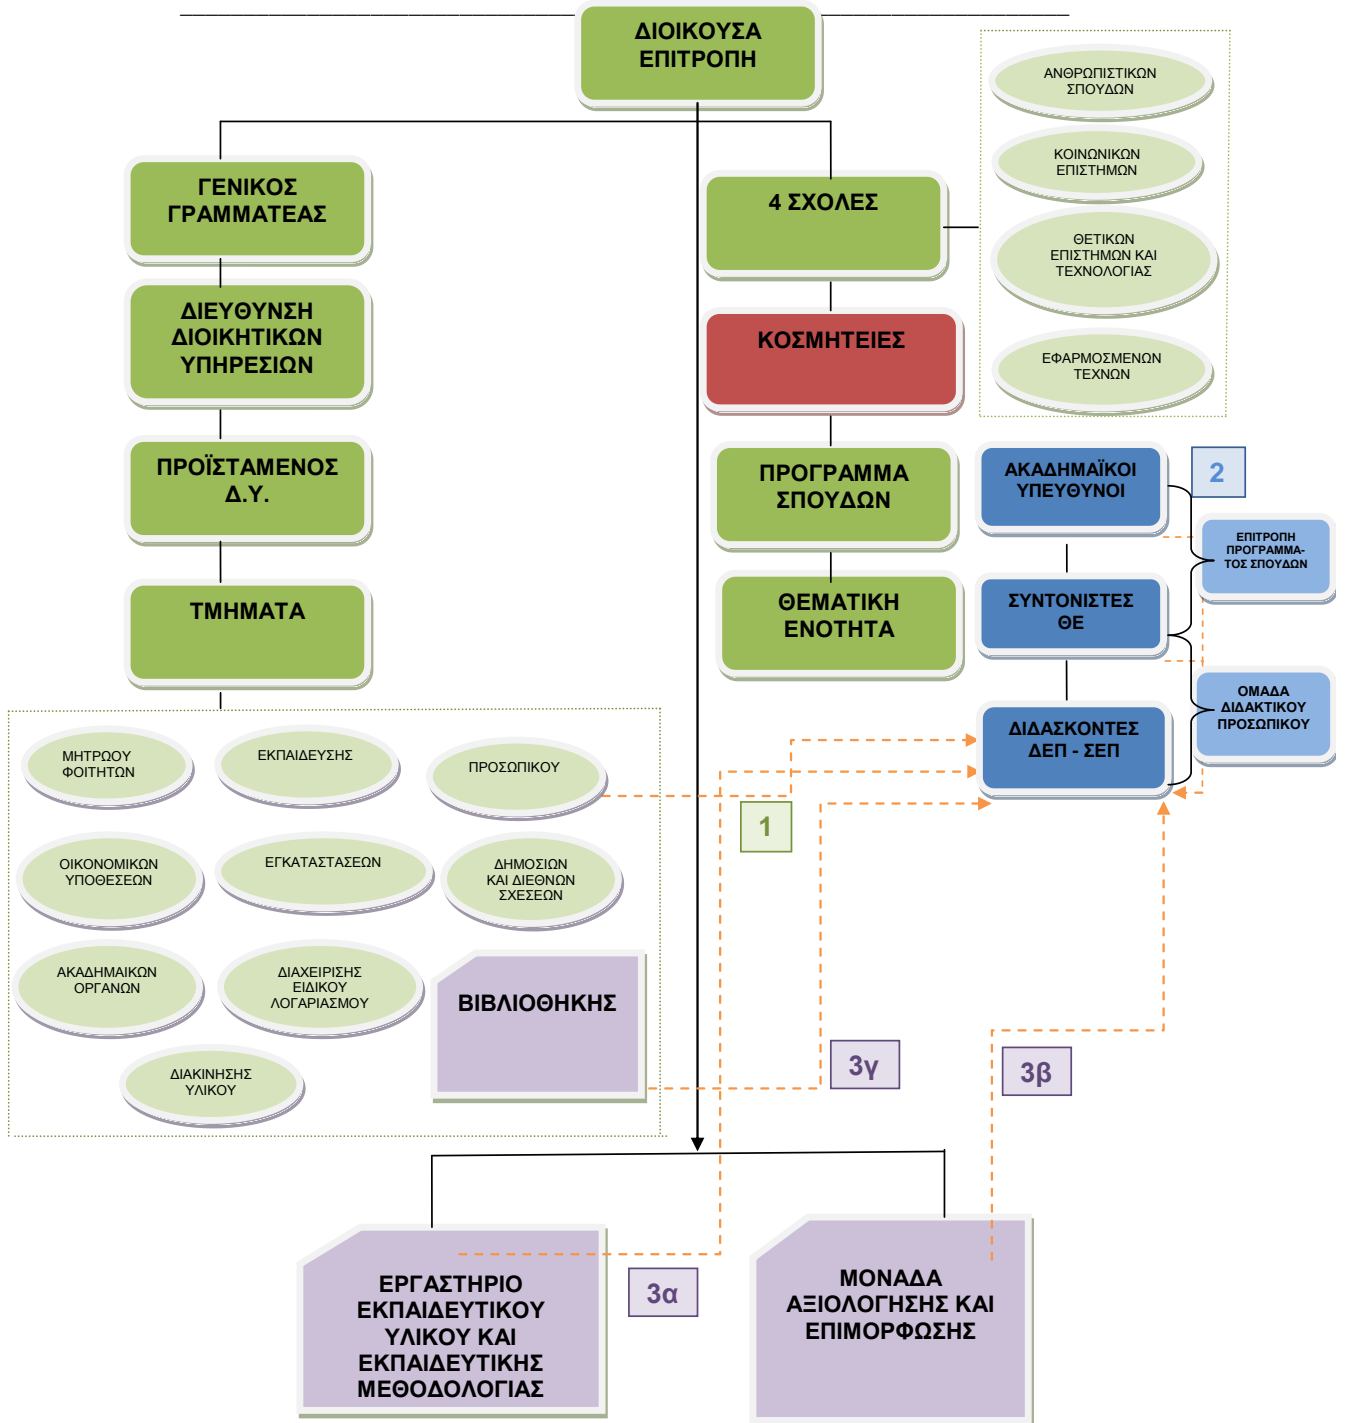 ΔΙΟΙΚΟΥΣΑ
ΕΠΙΤΡΟΠΗ
ΑΝΘΡΩΠΙΣΤΙΚΩΝ
ΣΠΟΥΔΩΝ
ΚΟΙΝΩΝΙΚΩΝ
ΕΠΙΣΤΗΜΩΝ
ΘΕΤΙΚΩΝ
ΕΠΙΣΤΗΜΩΝ ΚΑΙ
ΤΕΧΝΟΛΟΓΙΑΣ
ΕΦΑΡΜΟΣΜΕΝΩΝ
ΤΕΧΝΩΝ
ΓΕΝΙΚΟΣ
ΓΡΑΜΜΑΤΕΑΣ
4 ΣΧΟΛΕΣ
ΔΙΕΥΘΥΝΣΗ
ΔΙΟΙΚΗΤΙΚΩΝ
ΥΠΗΡΕΣΙΩΝ
ΚΟΣΜΗΤΕΙΕΣ
ΠΡΟΪΣΤΑΜΕΝΟΣ
Δ.Υ.
ΠΡΟΓΡΑΜΜΑ
ΣΠΟΥΔΩΝ
ΑΚΑΔΗΜΑΪΚΟΙ
ΥΠΕΥΘΥΝΟΙ
2
ΕΠΙΤΡΟΠΗ
ΠΡΟΓΡΑΜΜΑ-
ΤΟΣ ΣΠΟΥΔΩΝ
ΤΜΗΜΑΤΑ
ΘΕΜΑΤΙΚΗ
ΕΝΟΤΗΤΑ
ΣΥΝΤΟΝΙΣΤΕΣ
ΘΕ
ΟΜΑΔΑ
ΔΙΔΑΚΤΙΚΟΥ
ΠΡΟΣΩΠΙΚΟΥ
ΔΙΔΑΣΚΟΝΤΕΣ
ΔΕΠ - ΣΕΠ
ΜΗΤΡΩΟΥ
ΦΟΙΤΗΤΩΝ
ΕΚΠΑΙΔΕΥΣΗΣ
ΠΡΟΣΩΠΙΚΟΥ
1
ΟΙΚΟΝΟΜΙΚΩΝ
ΥΠΟΘΕΣΕΩΝ
ΕΓΚΑΤΑΣΤΑΣΕΩΝ
ΔΗΜΟΣΙΩΝ
ΚΑΙ ΔΙΕΘΝΩΝ
ΣΧΕΣΕΩΝ
ΑΚΑΔΗΜΑΙΚΩΝ
ΟΡΓΑΝΩΝ
ΔΙΑΧΕΙΡΙΣΗΣ
ΕΙΔΙΚΟΥ
ΛΟΓΑΡΙΑΣΜΟΥ
ΒΙΒΛΙΟΘΗΚΗΣ
ΔΙΑΚΙΝΗΣΗΣ
ΥΛΙΚΟΥ
3γ
3β
3α
ΕΡΓΑΣΤΗΡΙΟ
ΕΚΠΑΙΔΕΥΤΙΚΟΥ
ΥΛΙΚΟΥ ΚΑΙ
ΕΚΠΑΙΔΕΥΤΙΚΗΣ
ΜΕΘΟΔΟΛΟΓΙΑΣ
ΜΟΝΑΔΑ
ΑΞΙΟΛΟΓΗΣΗΣ ΚΑΙ
ΕΠΙΜΟΡΦΩΣΗΣ